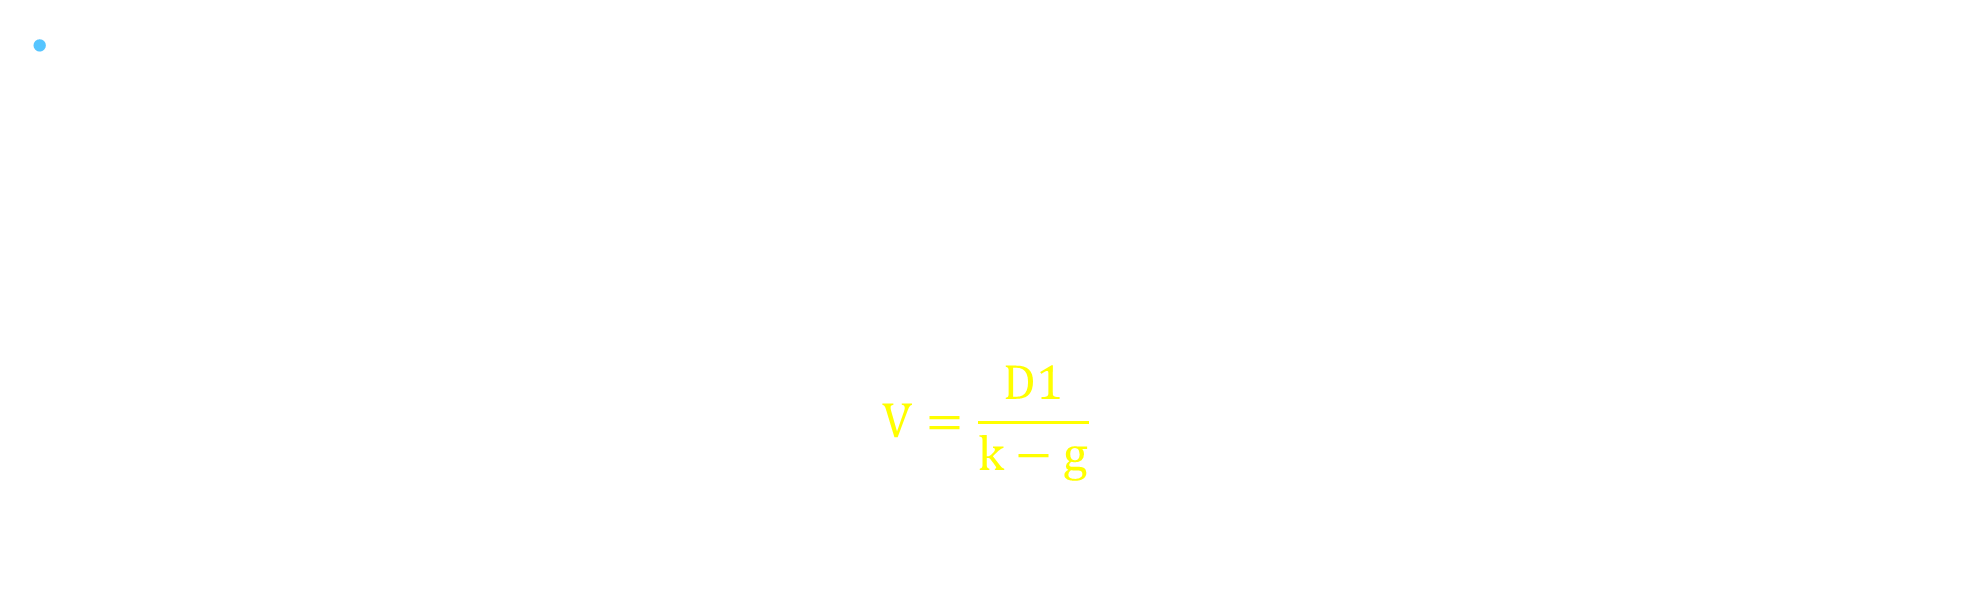 •
V = D1 / k − g